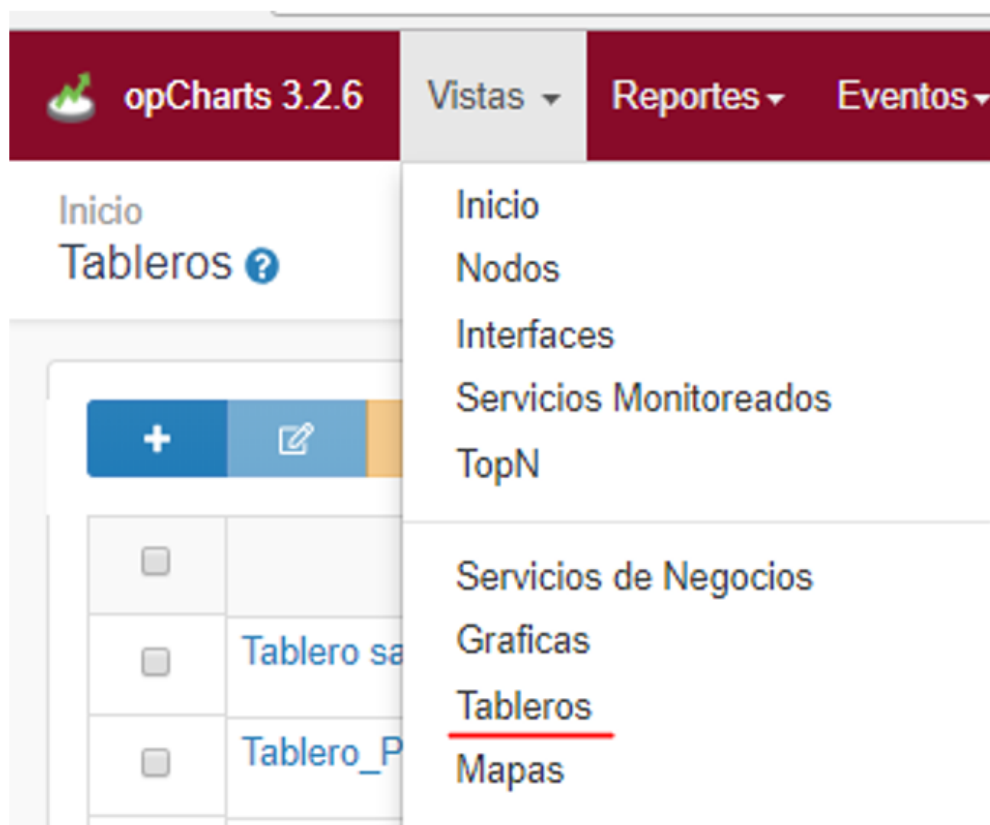 opCharts 3.2.6 Vistas Reportes Eventos
Inicio
Tableros
Inicio
Nodos
Interfaces
Servicios Monitoreados
TopN
Servicios de Negocios
Graficas
Tableros
Mapas
Tablero sa
Tablero_P